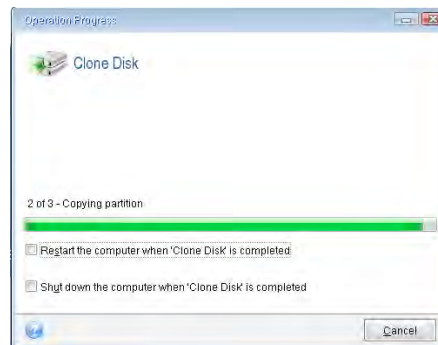 Operation Progress
Clone Disk
2 of 3 - Copying partition
Restart the computer when 'Clone Disk' is completed
Shut down the computer when 'Clone Disk' is completed
Cancel